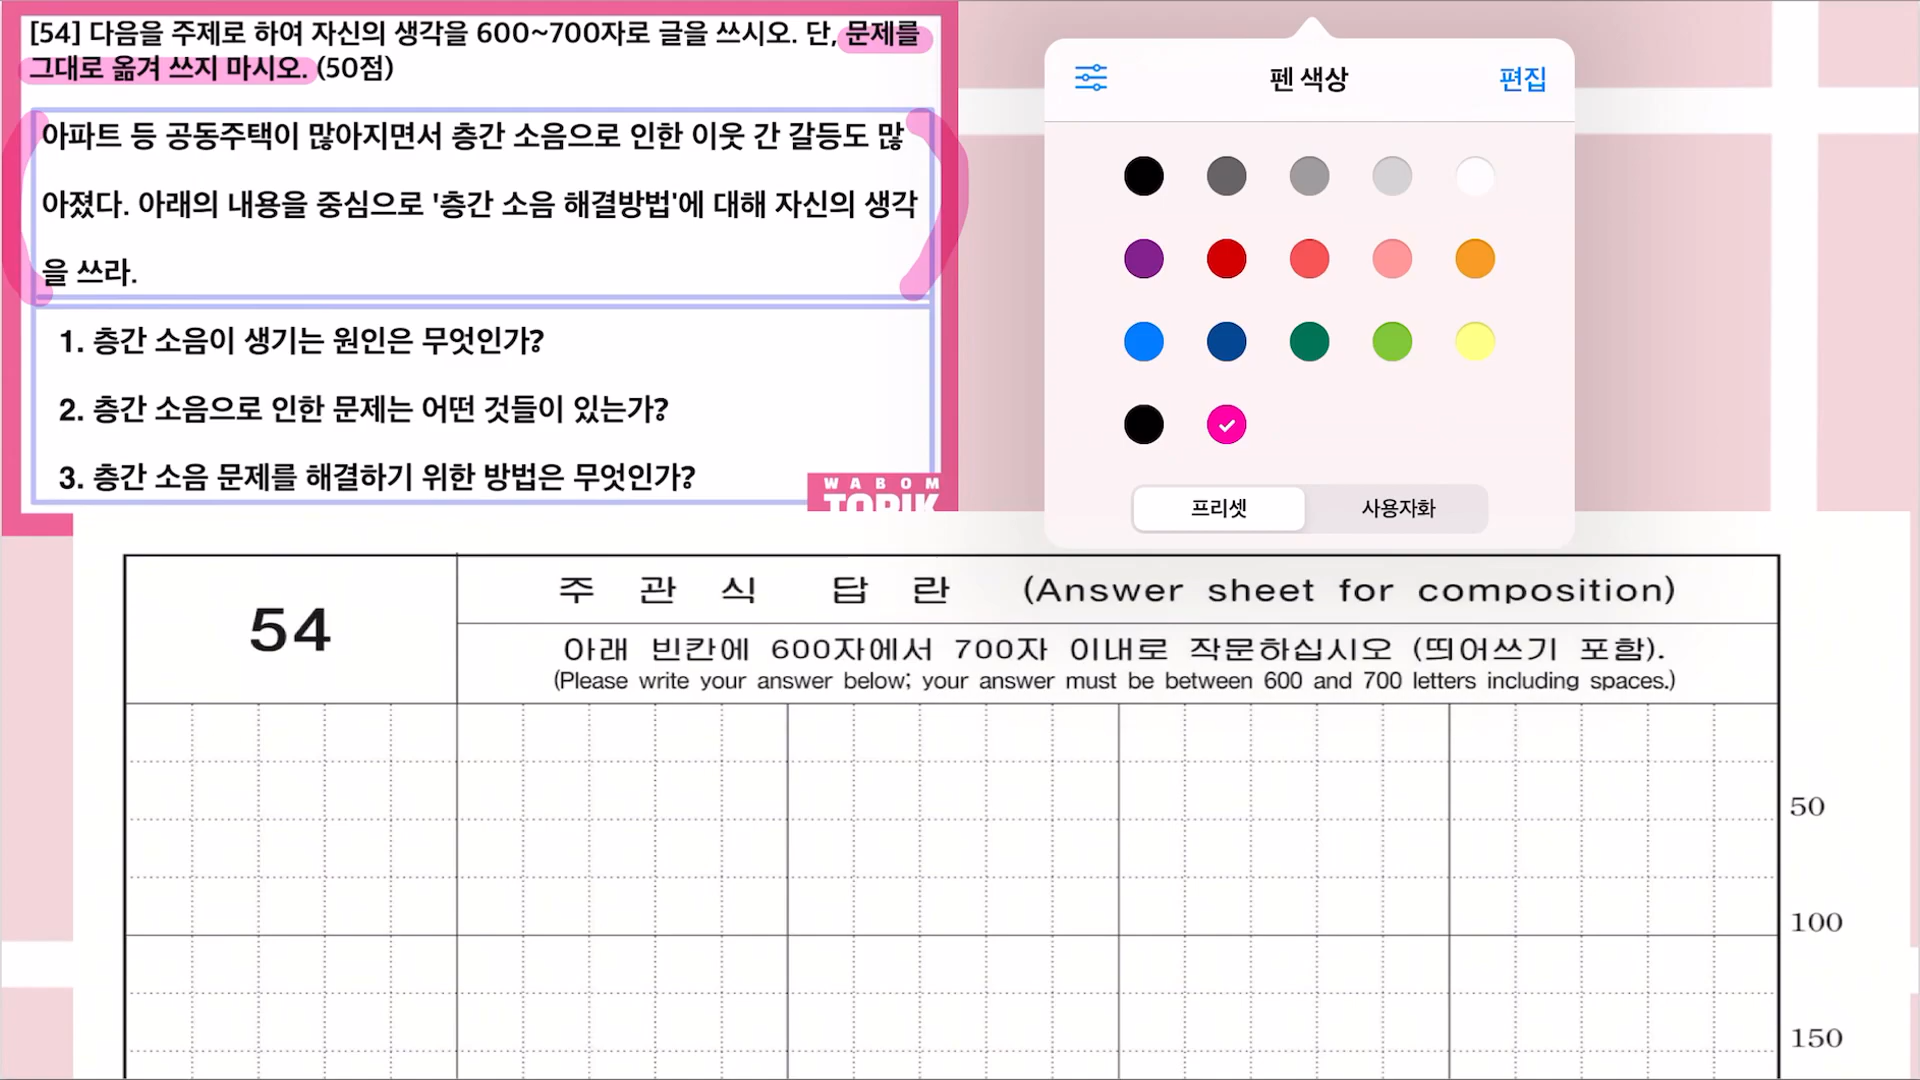 [54] 다음을 주제로 하여 자신의 생각을 600~700자로 글을 쓰시오. 단, 문제를
그대로 옮겨 쓰지 마시오. (50점)
아파트 등 공동주택이 많아지면서 층간 소음으로 인한 이웃 간 갈등도 많
아졌다. 아래의 내용을 중심으로 '층간 소음 해결방법'에 대해 자신의 생각
을 쓰라.
1. 층간 소음이 생기는 원인은 무엇인가?
2. 층간 소음으로 인한 문제는 어떤 것들이 있는가?
3. 층간 소음 문제를 해결하기 위한 방법은 무엇인가?
WABOM
TOPIK
펜 색상
편집
프리셋
사용자화
54
주 관 식 답 란 (Answer sheet for composition)
아래 빈칸에 600자에서 700자 이내로 작문하십시오 (띄어쓰기 포함).
(Please write your answer below; your answer must be between 600 and 700 letters including spaces.)
50
100
150